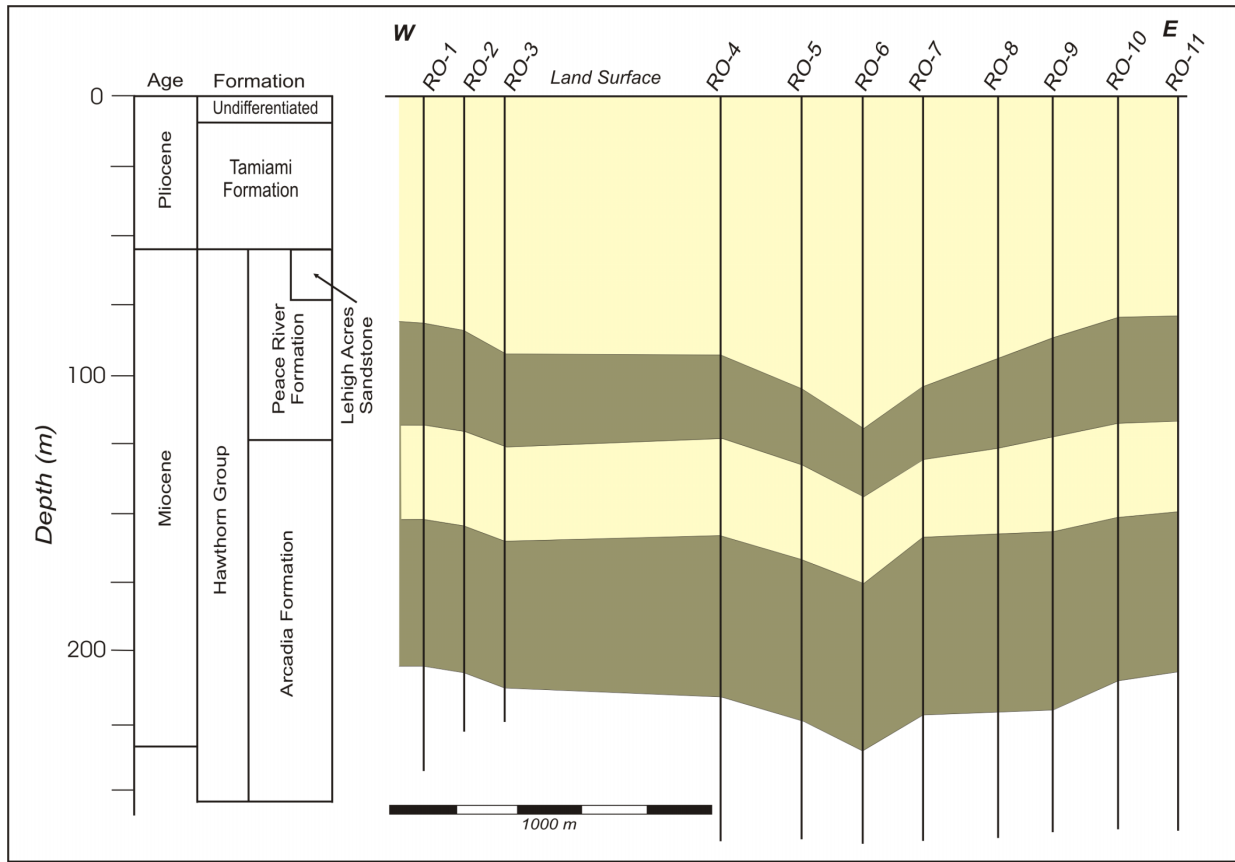 W
E
RO-1
RO-2
RO-3
Land Surface
RO-4
RO-5
RO-6
RO-7
RO-8
RO-9
RO-10
RO-11
Age
Formation
0
100
200
Depth (m)
Pliocene
Miocene
Undifferentiated
Tamiami
Formation
Hawthorn Group
Peace River
Formation
Lehigh Acres
Sandstone
Arcadia Formation
1000 m